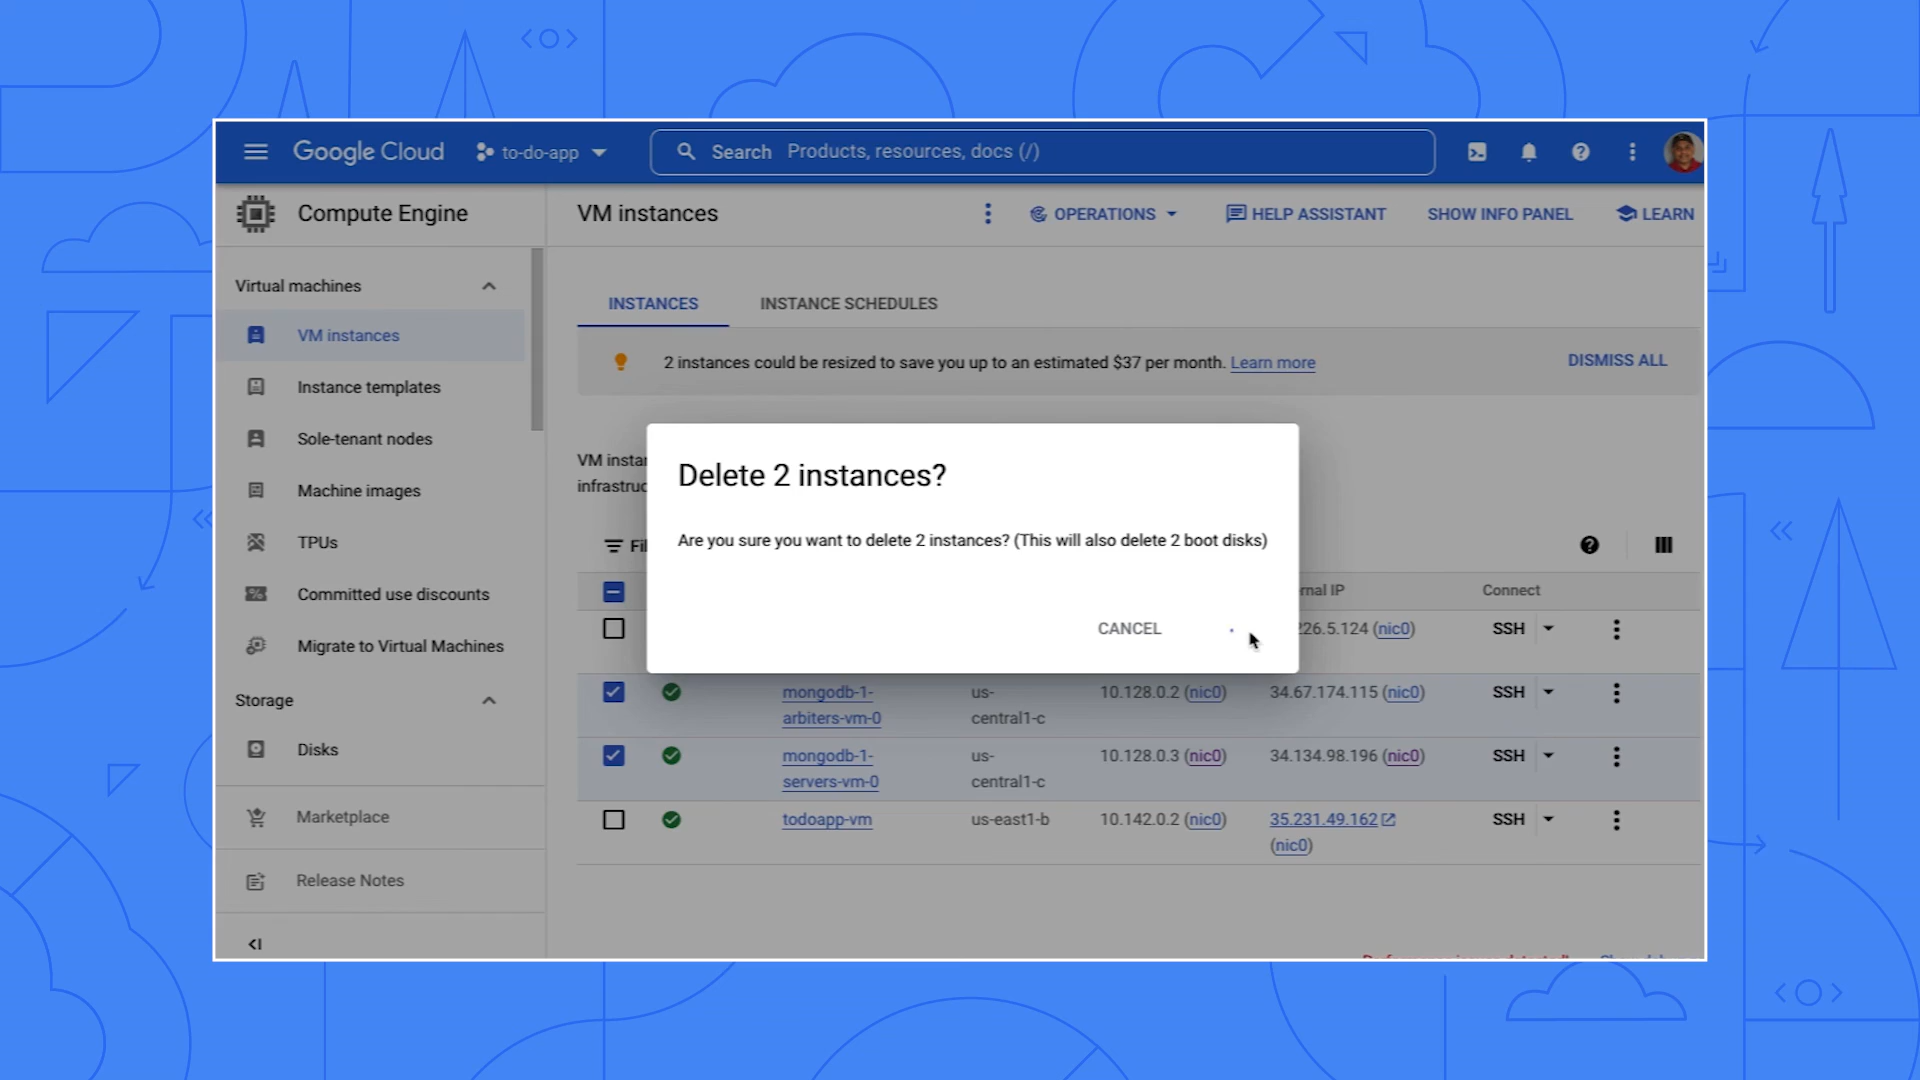 Google Cloud
to-do-app
Search Products, resources, docs (/)
Compute Engine
VM instances
OPERATIONS
HELP ASSISTANT
SHOW INFO PANEL
LEARN
Virtual machines
VM instances
Instance templates
Sole-tenant nodes
Machine images
TPUs
Committed use discounts
Migrate to Virtual Machines
Storage
Disks
Marketplace
Release Notes
INSTANCES
INSTANCE SCHEDULES
2 instances could be resized to save you up to an estimated $37 per month. Learn more
DISMISS ALL
Delete 2 instances?
Are you sure you want to delete 2 instances? (This will also delete 2 boot disks)
CANCEL
VM
IP
Connect
226.5.124 (nic0)
SSH
mongodb-1-
arbiters-vm-0
us-
central1-c
10.128.0.2 (nic0)
34.67.174.115 (nic0)
SSH
mongodb-1-
servers-vm-0
us-
central1-c
10.128.0.3 (nic0)
34.134.98.196 (nic0)
SSH
todoapp-vm
us-east1-b
10.142.0.2 (nic0)
35.231.49.162
(nic0)
SSH